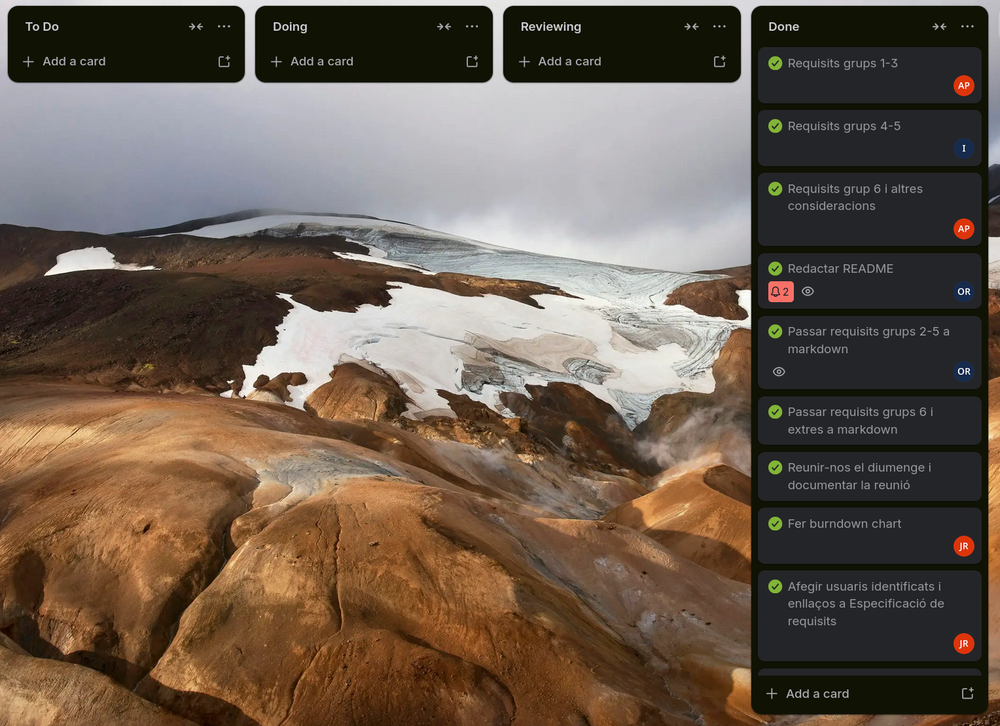 To Do
Add a card
Doing
Add a card
Reviewing
Add a card
Done
Requisits grups 1-3
AP
Requisits grups 4-5
I
Requisits grup 6 i altres
consideracions
AP
Redactar README
2
OR
Passar requisits grups 2-5 a
markdown
OR
Passar requisits grups 6 i
extres a markdown
Reunir-nos el diumenge i
documentar la reunió
Fer burndown chart
JR
Afegir usuaris identificats i
enllaços a Especificació de
requisits
JR
Add a card